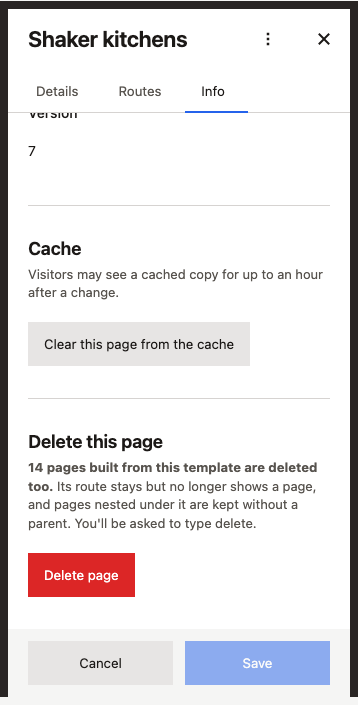 Shaker kitchens
Details
Routes
Info
Version
7
Cache
Visitors may see a cached copy for up to an hour
after a change.
Clear this page from the cache
Delete this page
14 pages built from this template are deleted
too. Its route stays but no longer shows a page,
and pages nested under it are kept without a
parent. You'll be asked to type delete.
Delete page
Cancel
Save